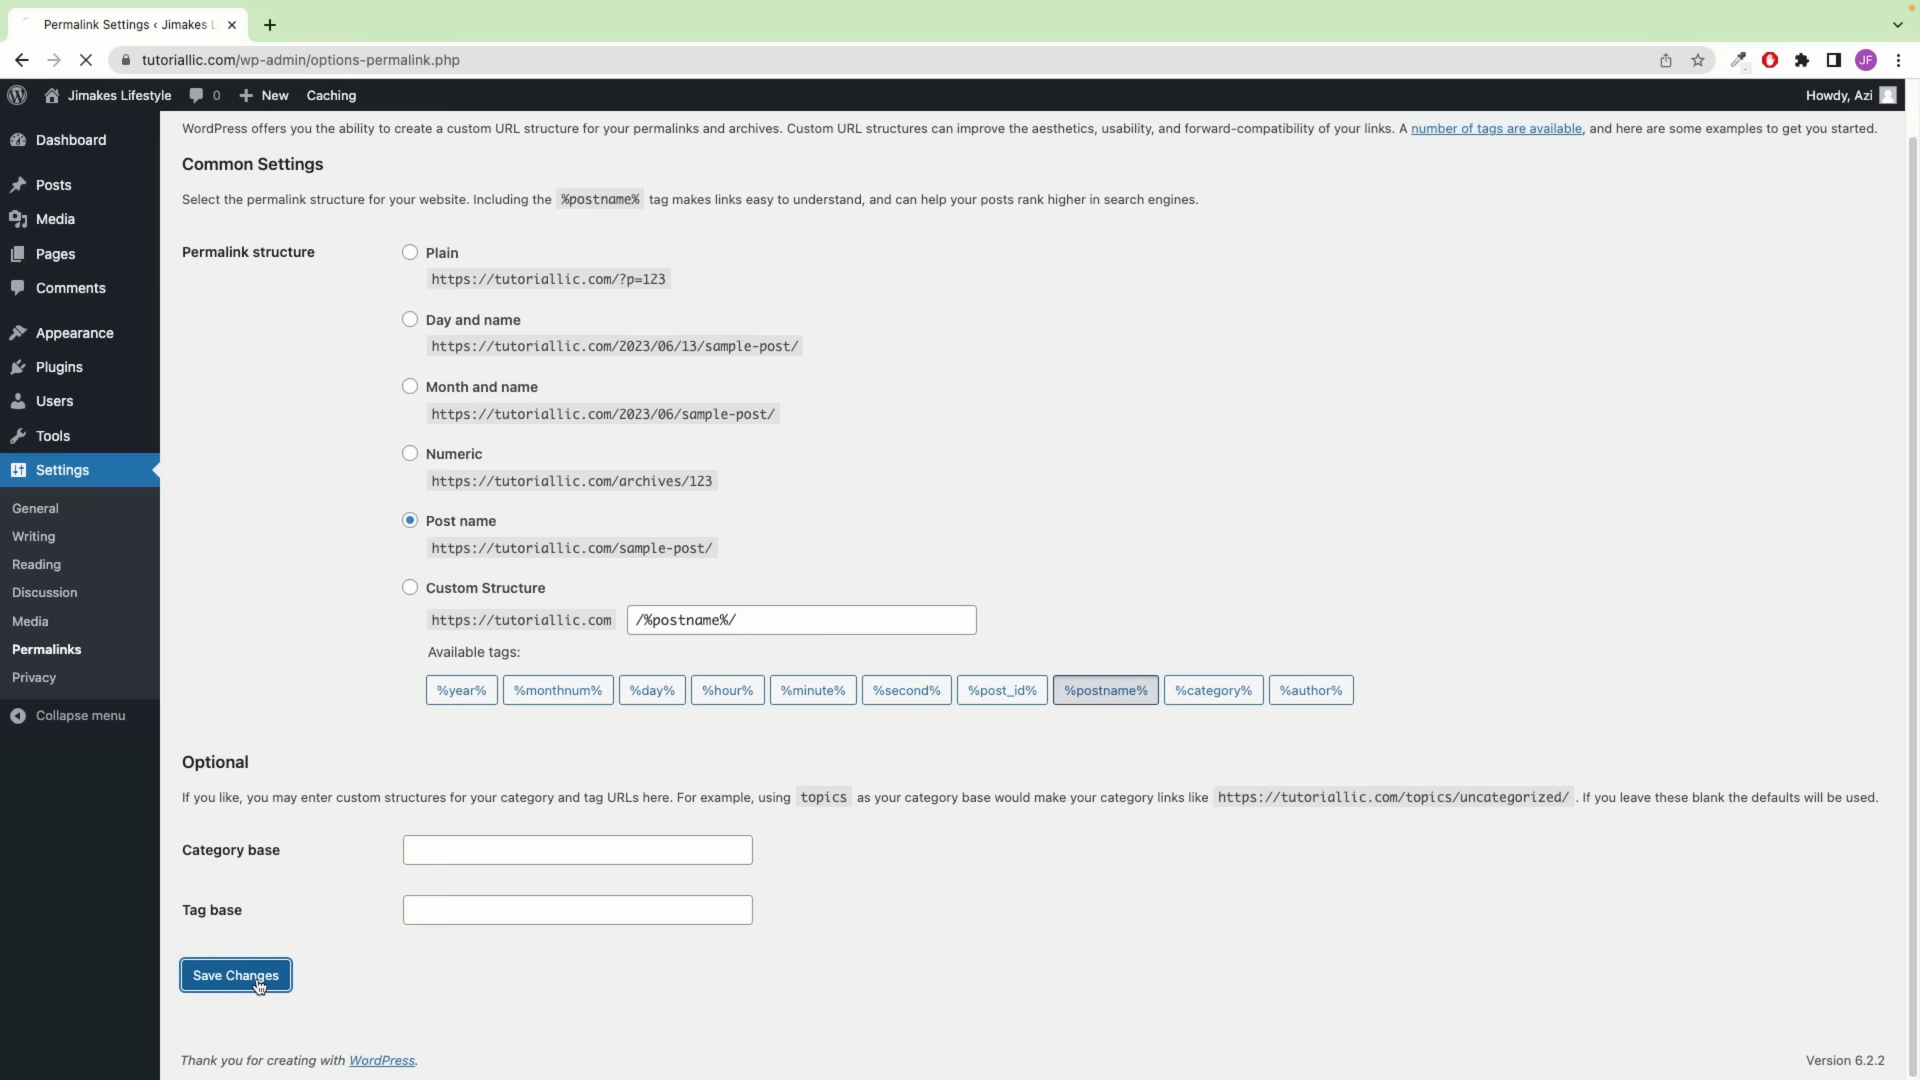 Permalink Settings ‹ Jimakes L
tutoriallic.com/wp-admin/options-permalink.php
JF
Jimakes Lifestyle 0 New Caching Howdy, Azi
Dashboard
Posts
Media
Pages
Comments
Appearance
Plugins
Users
Tools
Settings
General
Writing
Reading
Discussion
Media
Permalinks
Privacy
Collapse menu
WordPress offers you the ability to create a custom URL structure for your permalinks and archives. Custom URL structures can improve the aesthetics, usability, and forward-compatibility of your links. A number of tags are available, and here are some examples to get you started.
Common Settings
Select the permalink structure for your website. Including the %postname% tag makes links easy to understand, and can help your posts rank higher in search engines.
Permalink structure
Plain
https://tutoriallic.com/?p=123
Day and name
https://tutoriallic.com/2023/06/13/sample-post/
Month and name
https://tutoriallic.com/2023/06/sample-post/
Numeric
https://tutoriallic.com/archives/123
Post name
https://tutoriallic.com/sample-post/
Custom Structure
https://tutoriallic.com /%postname%/
Available tags:
%year% %monthnum% %day% %hour% %minute% %second% %post_id% %postname% %category% %author%
Optional
If you like, you may enter custom structures for your category and tag URLs here. For example, using topics as your category base would make your category links like https://tutoriallic.com/topics/uncategorized/ . If you leave these blank the defaults will be used.
Category base
Tag base
Save Changes
Thank you for creating with WordPress. Version 6.2.2